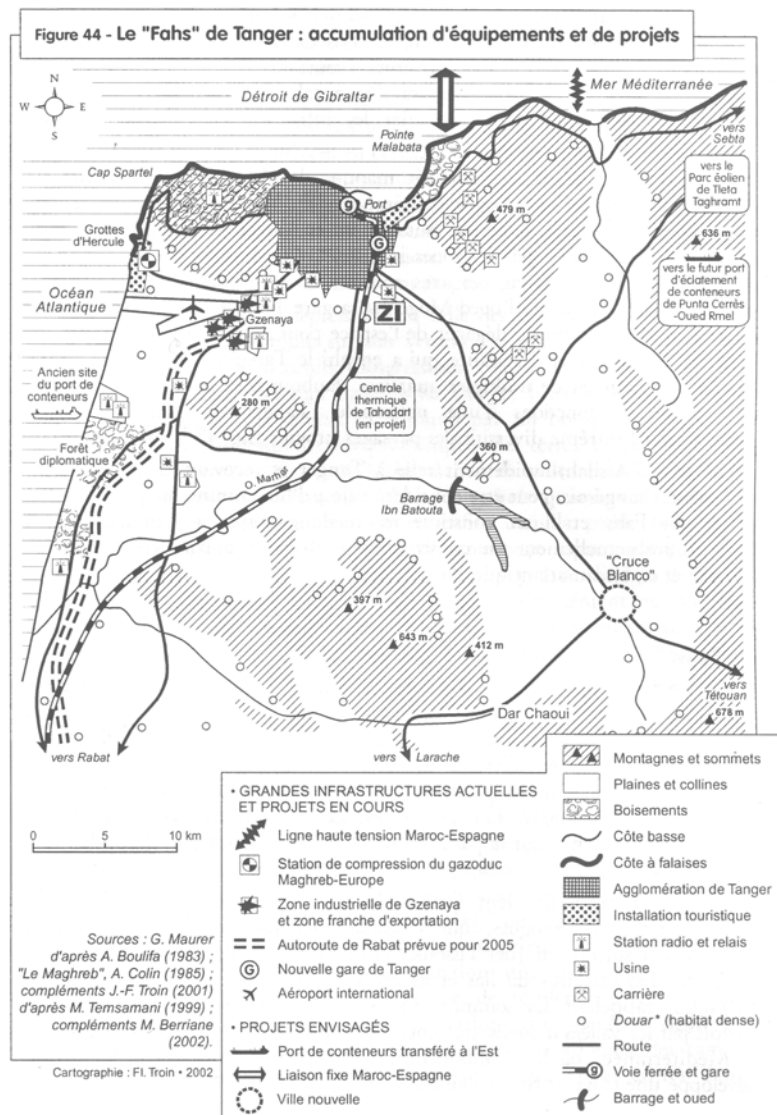 Figure 44 - Le "Fahs" de Tanger : accumulation d'équipements et de projets
N
W
E
S
Détroit de Gibraltar
Mer Méditerranée
Pointe
Malabata
vers
Sebta
Cap Spartel
g
Port
vers le
Parc éolien
de Tleta
Taghramt
479 m
Grottes
d'Hercule
G
636 m
vers le futur port
d'éclatement de
conteneurs
de Punta Cerrès
-Oued Rmel
Océan
Atlantique
ZI
Gzenaya
Ancien site
du port de
conteneurs
280 m
Centrale
thermique
de Tahadart
(en projet)
Forêt
diplomatique
Marhar
360 m
Barrage
Ibn Batouta
"Cruce
Blanco"
397 m
643 m
412 m
vers
Tétouan
Dar Chaoui
678 m
vers Rabat
vers
Larache
0 5 10 km
• GRANDES INFRASTRUCTURES ACTUELLES
ET PROJETS EN COURS
Ligne haute tension Maroc-Espagne
Station de compression du gazoduc
Maghreb-Europe
Zone industrielle de Gzenaya
et zone franche d'exportation
Autoroute de Rabat prévue pour 2005
G Nouvelle gare de Tanger
Aéroport international
• PROJETS ENVISAGÉS
Port de conteneurs transféré à l'Est
Liaison fixe Maroc-Espagne
Ville nouvelle
Montagnes et sommets
Plaines et collines
Boisements
Côte basse
Côte à falaises
Agglomération de Tanger
Installation touristique
Station radio et relais
Usine
Carrière
Douar* (habitat dense)
Route
g Voie ferrée et gare
Barrage et oued
Sources : G. Maurer
d'après A. Boulifa (1983) ;
"Le Maghreb", A. Colin (1985) ;
compléments J.-F. Troin (2001)
d'après M. Temsamani (1999) ;
compléments M. Berriane
(2002).
Cartographie : Fl. Troin • 2002